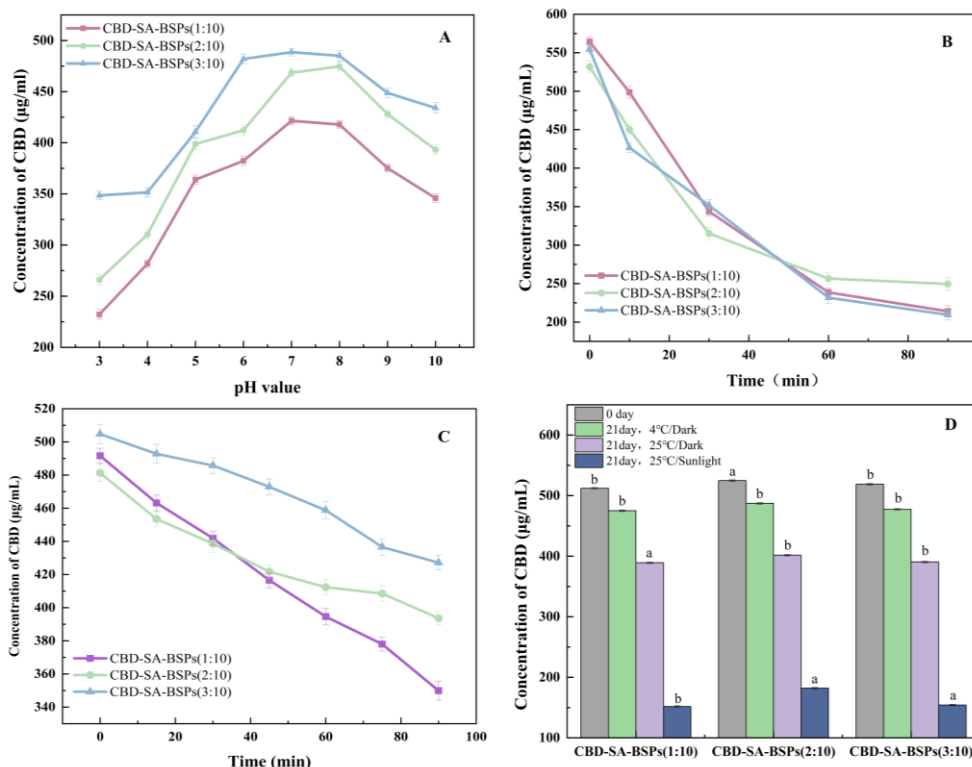 A
CBD-SA-BSPs(1:10)
CBD-SA-BSPs(2:10)
CBD-SA-BSPs(3:10)
Concentration of CBD (μg/ml)
500
450
400
350
300
250
200
3 4 5 6 7 8 9 10
pH value
B
Concentration of CBD (μg/mL)
600
550
500
450
400
350
300
250
200
CBD-SA-BSPs(1:10)
CBD-SA-BSPs(2:10)
CBD-SA-BSPs(3:10)
0 20 40 60 80
Time（min）
C
Concentration of CBD (μg/mL)
520
500
480
460
440
420
400
380
360
340
CBD-SA-BSPs(1:10)
CBD-SA-BSPs(2:10)
CBD-SA-BSPs(3:10)
0 20 40 60 80 100
Time (min)
D
0 day
21day，4℃/Dark
21day，25℃/Dark
21day，25℃/Sunlight
Concentration of CBD (μg/mL)
600
500
400
300
200
100
b b a b
a b b a
b b b a
CBD-SA-BSPs(1:10) CBD-SA-BSPs(2:10) CBD-SA-BSPs(3:10)